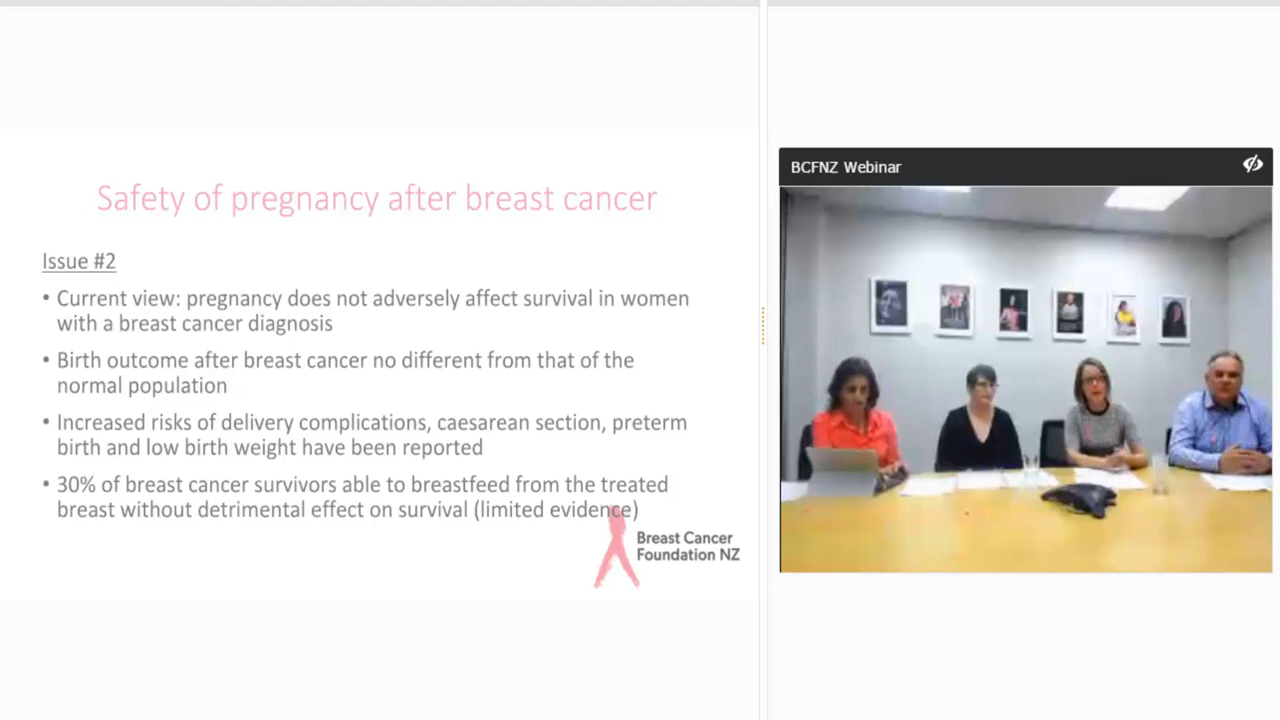 Safety of pregnancy after breast cancer
Issue #2
• Current view: pregnancy does not adversely affect survival in women
with a breast cancer diagnosis
• Birth outcome after breast cancer no different from that of the
normal population
• Increased risks of delivery complications, caesarean section, preterm
birth and low birth weight have been reported
• 30% of breast cancer survivors able to breastfeed from the treated
breast without detrimental effect on survival (limited evidence)
Breast Cancer
Foundation NZ
BCFNZ Webinar